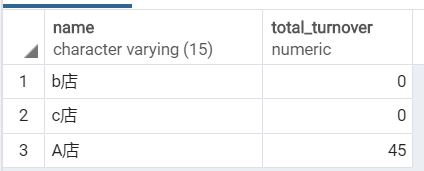 name total_turnover
character varying (15) numeric
1 b店 0
2 c店 0
3 A店 45